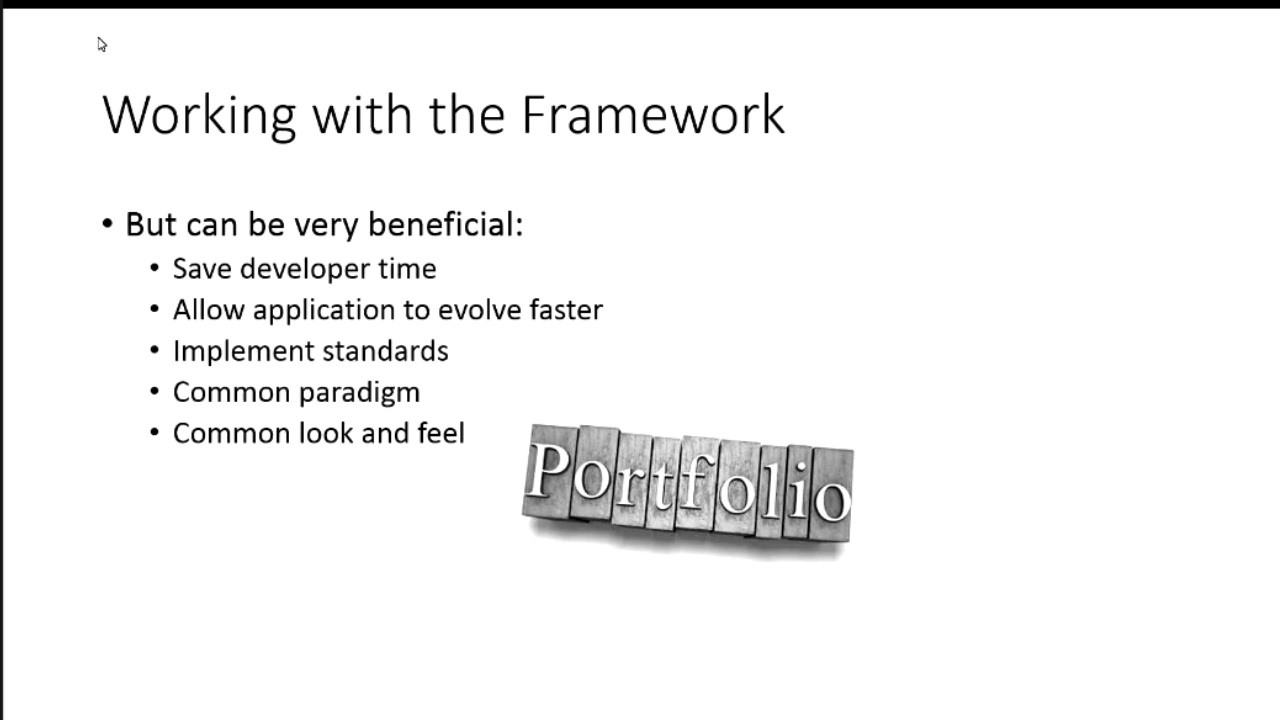 Working with the Framework
• But can be very beneficial:
• Save developer time
• Allow application to evolve faster
• Implement standards
• Common paradigm
• Common look and feel
Portfolio